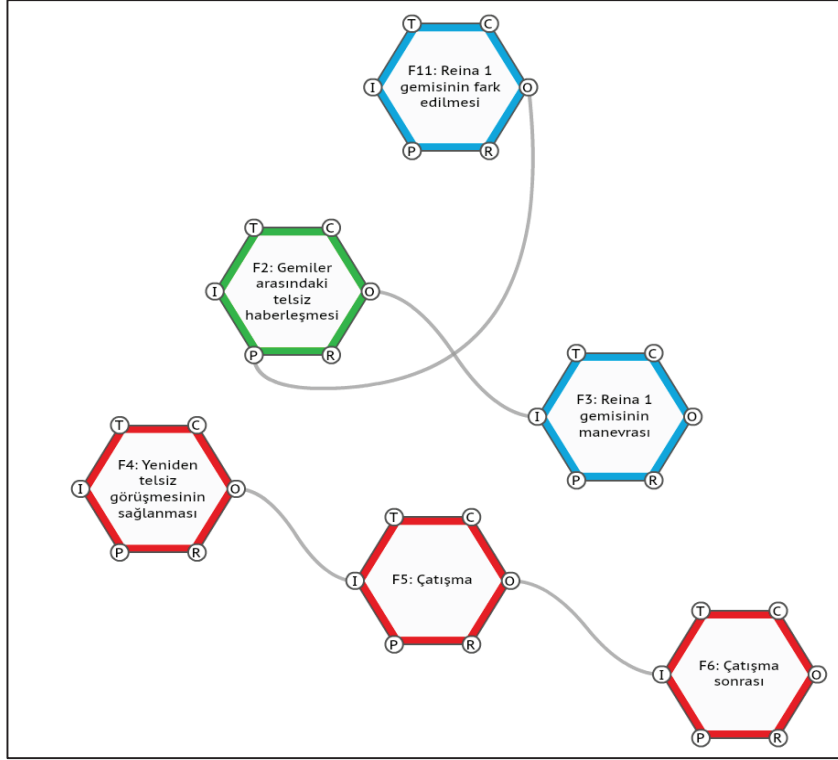 T C
F11: Reina 1
I gemisinin fark O
edilmesi
P R
T C
F2: Gemiler
I arasındaki O
telsiz
haberleşmesi
P R
T C
F3: Reina 1
I gemisinin O
manevrası
P R
T C
F4: Yeniden
telsiz
I görüşmesinin O
sağlanması
P R
T C
I F5: Çatışma O
P R
T C
F6: Çatışma
I sonrası O
P R